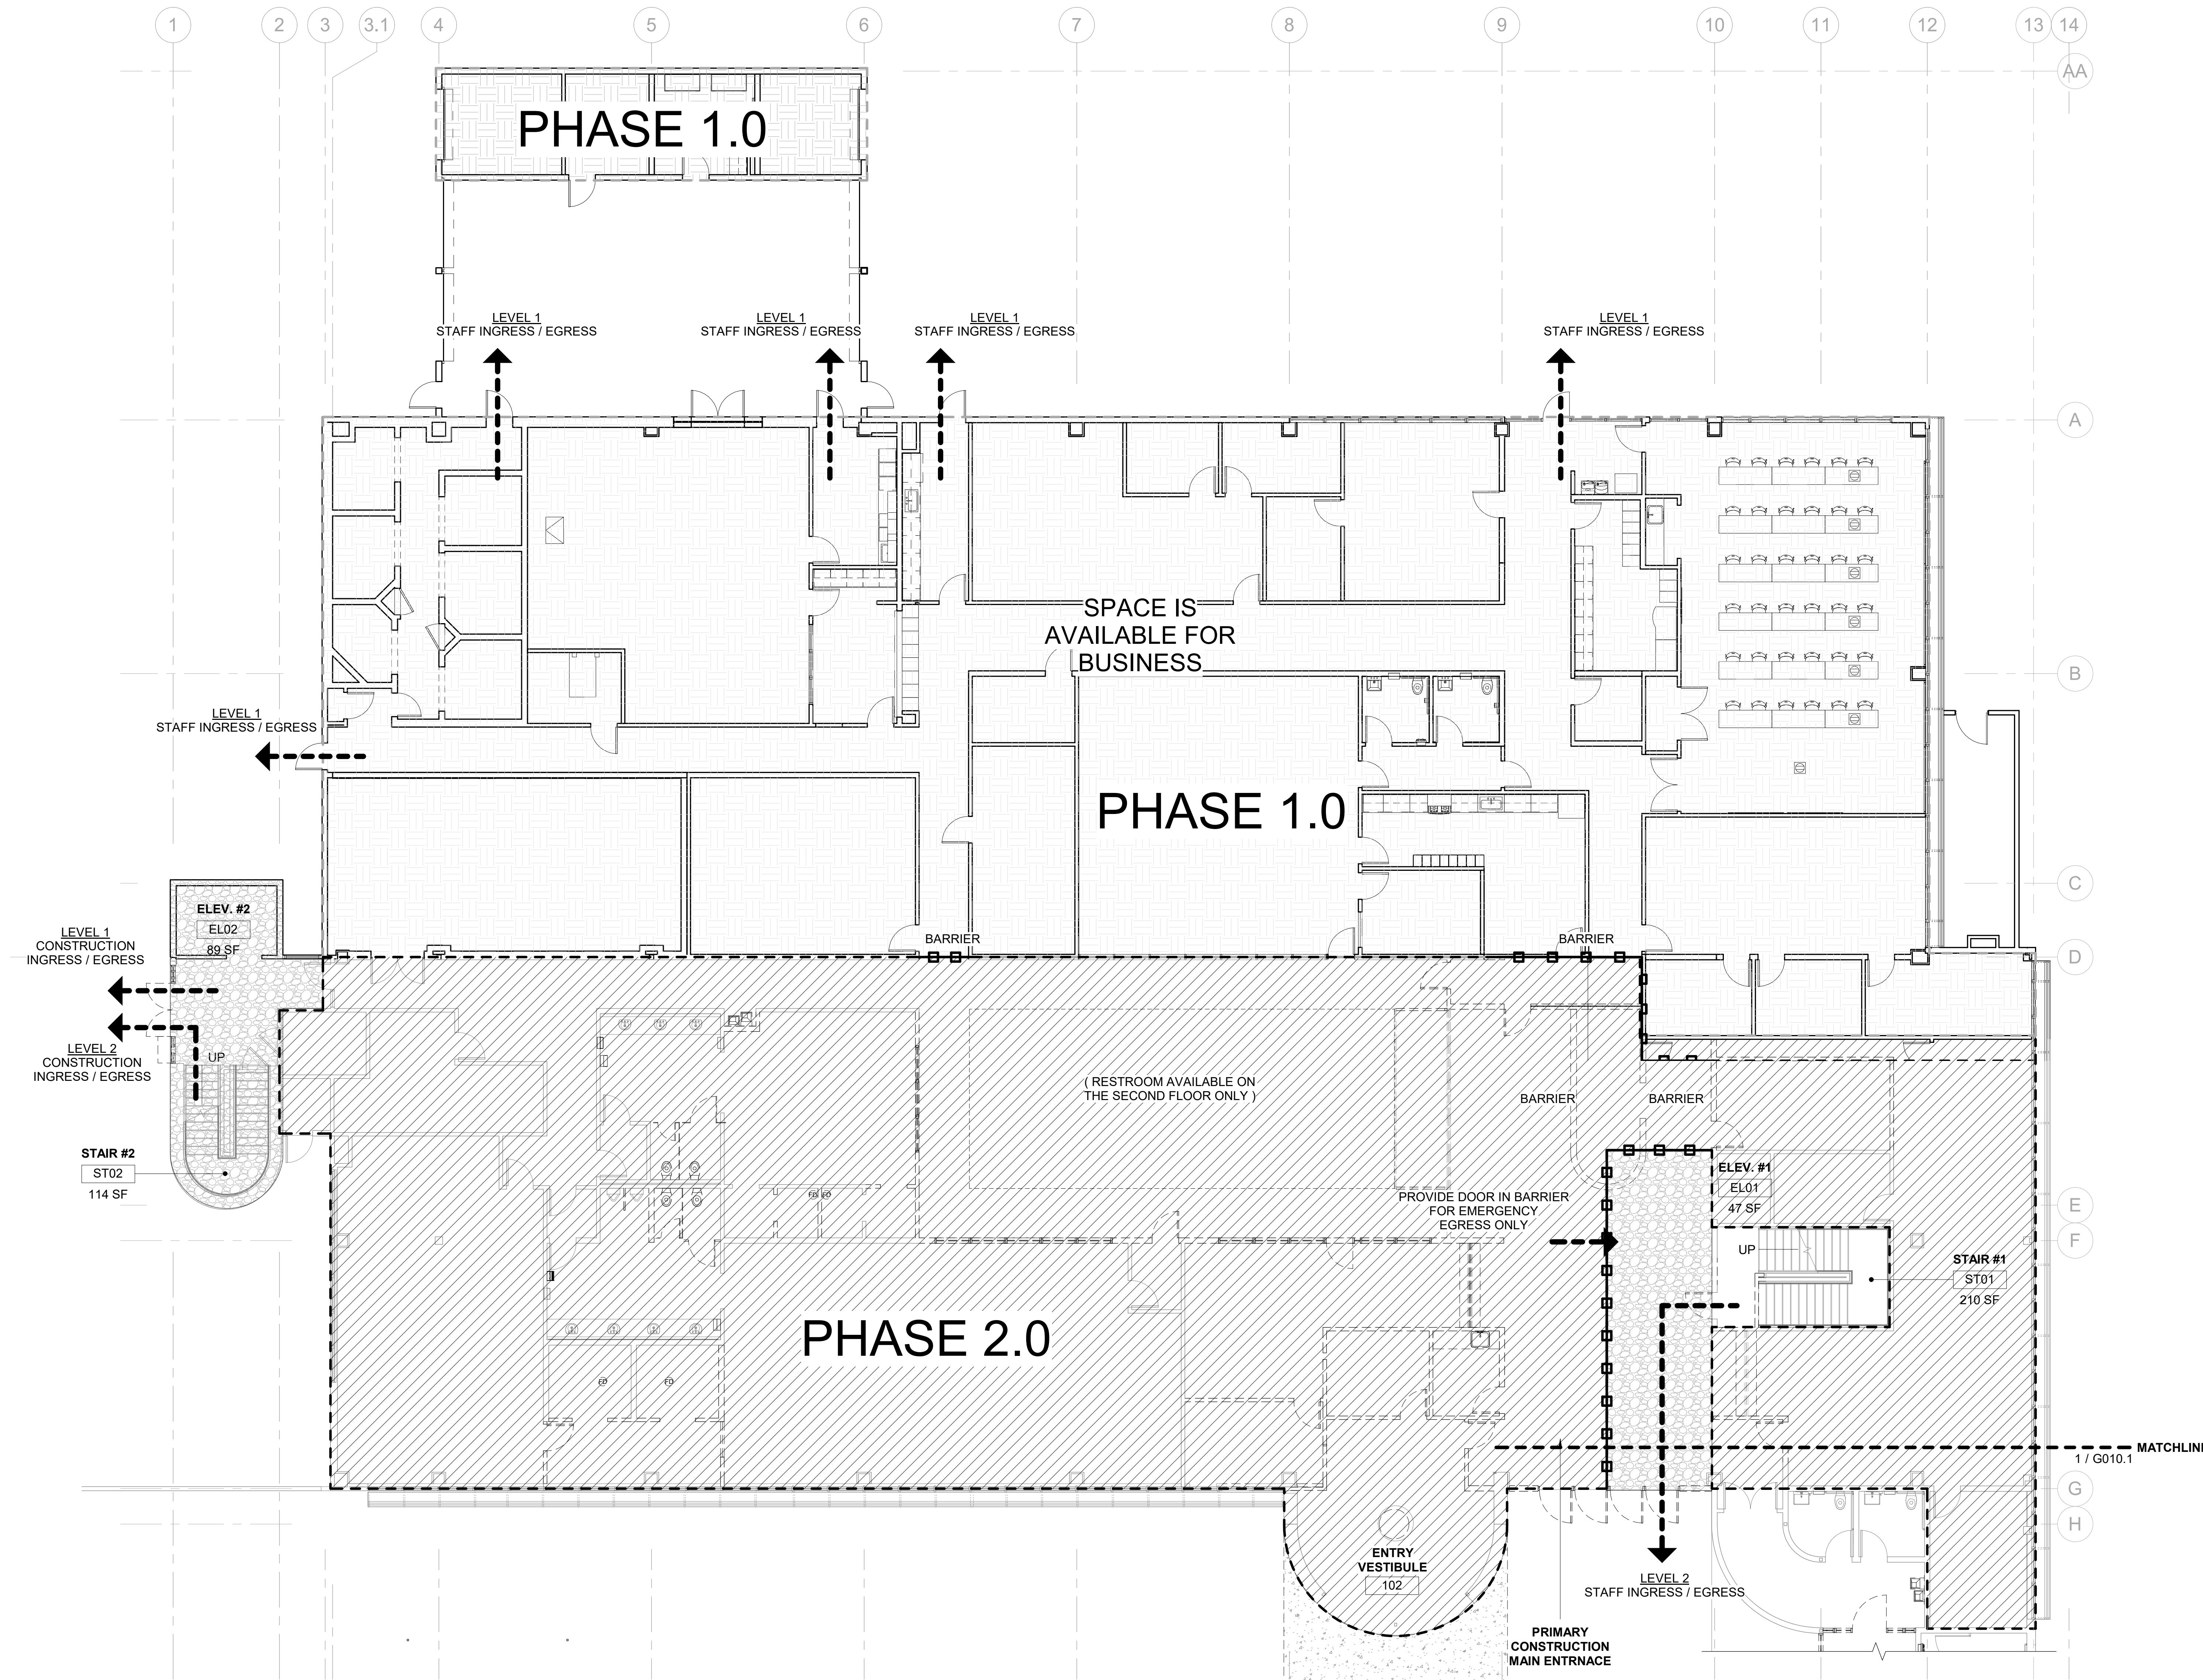 1
2
3
3.1
4
5
6
7
8
9
10
11
12
13
14
AA
PHASE 1.0
LEVEL 1
STAFF INGRESS / EGRESS
LEVEL 1
STAFF INGRESS / EGRESS
LEVEL 1
STAFF INGRESS / EGRESS
LEVEL 1
STAFF INGRESS / EGRESS
A
SPACE IS
AVAILABLE FOR
BUSINESS
B
LEVEL 1
STAFF INGRESS / EGRESS
PHASE 1.0
C
ELEV. #2
EL02
89 SF
LEVEL 1
CONSTRUCTION
INGRESS / EGRESS
BARRIER
BARRIER
D
LEVEL 2
CONSTRUCTION
INGRESS / EGRESS
UP
( RESTROOM AVAILABLE ON
THE SECOND FLOOR ONLY )
BARRIER
BARRIER
STAIR #2
ST02
114 SF
ELEV. #1
EL01
47 SF
PROVIDE DOOR IN BARRIER
FOR EMERGENCY
EGRESS ONLY
FD
FD
E
F
UP
STAIR #1
ST01
210 SF
PHASE 2.0
FD
FD
MATCHLINE
1 / G010.1
G
H
ENTRY
VESTIBULE
102
LEVEL 2
STAFF INGRESS / EGRESS
PRIMARY
CONSTRUCTION
MAIN ENTRNACE